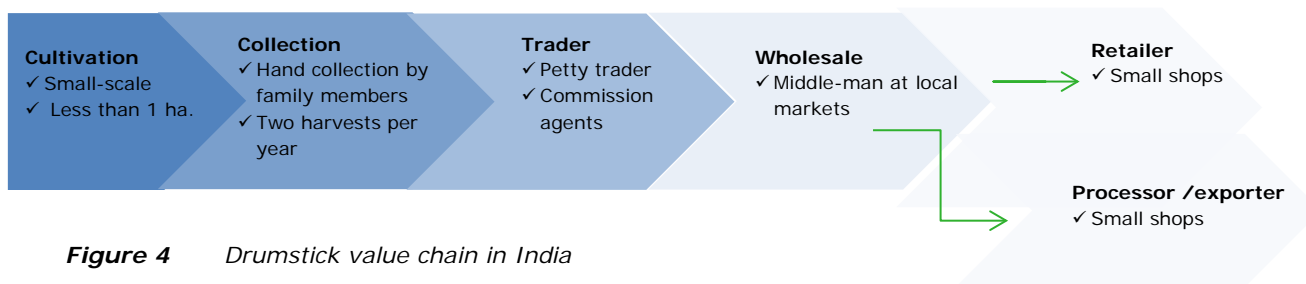 Cultivation
✓ Small-scale
✓ Less than 1 ha.
Collection
✓ Hand collection by
family members
✓ Two harvests per
year
Trader
✓ Petty trader
✓ Commission
agents
Wholesale
✓ Middle-man at local
markets
Retailer
✓ Small shops
Processor /exporter
✓ Small shops
Figure 4 Drumstick value chain in India